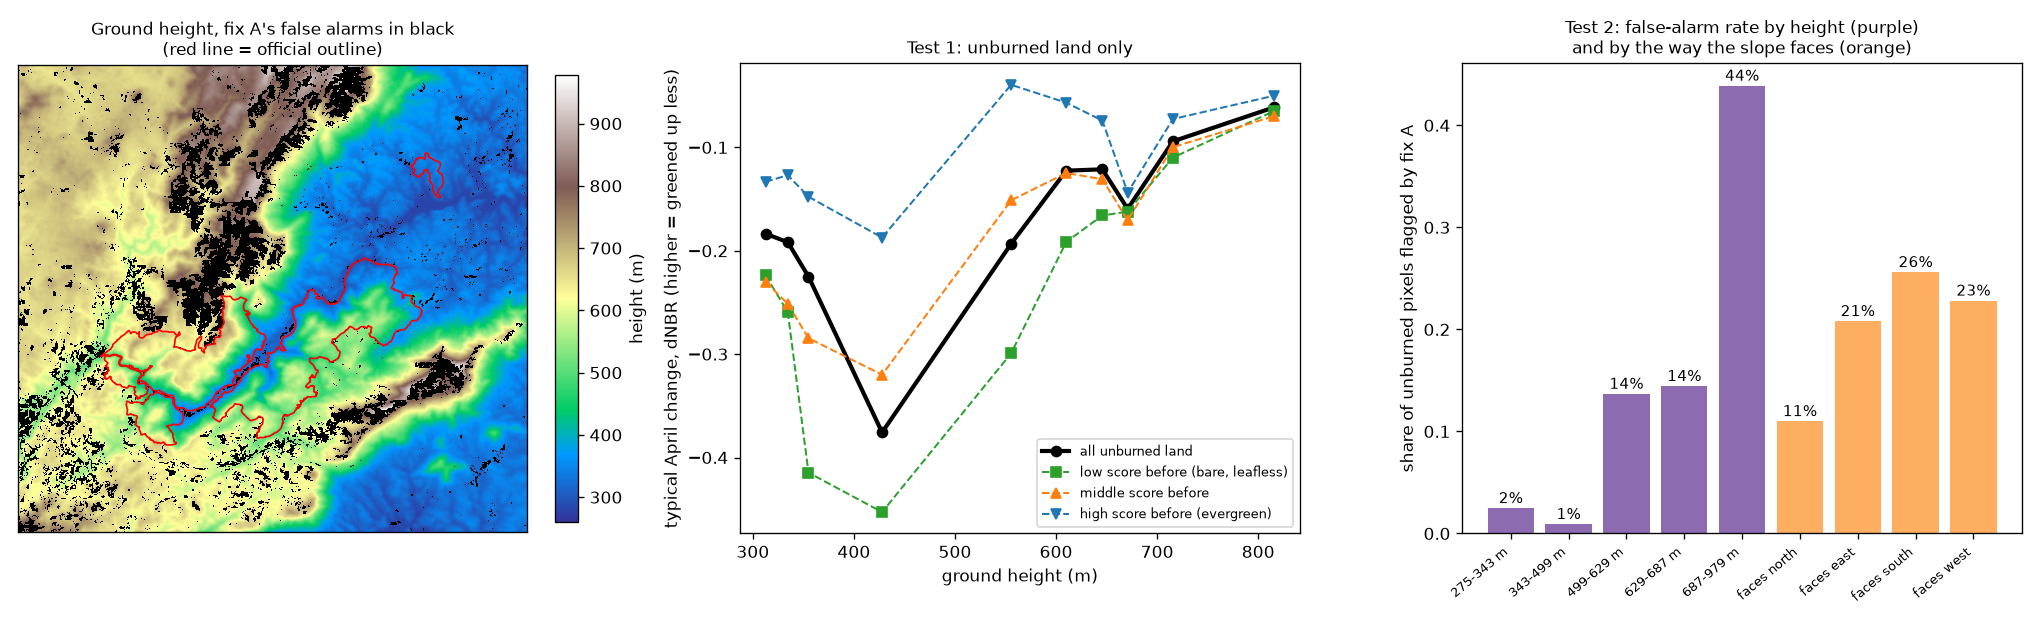 Ground height, fix A's false alarms in black
(red line = official outline)
900
800
700
600
500
400
300
height (m)
Test 1: unburned land only
typical April change, dNBR (higher = greened up less)
−0.1
−0.2
−0.3
−0.4
300
400
500
600
700
800
ground height (m)
all unburned land
low score before (bare, leafless)
middle score before
high score before (evergreen)
Test 2: false-alarm rate by height (purple)
and by the way the slope faces (orange)
share of unburned pixels flagged by fix A
0.4
0.3
0.2
0.1
0.0
2%
1%
14%
14%
44%
11%
21%
26%
23%
275-343 m
343-499 m
499-629 m
629-687 m
687-979 m
faces north
faces east
faces south
faces west